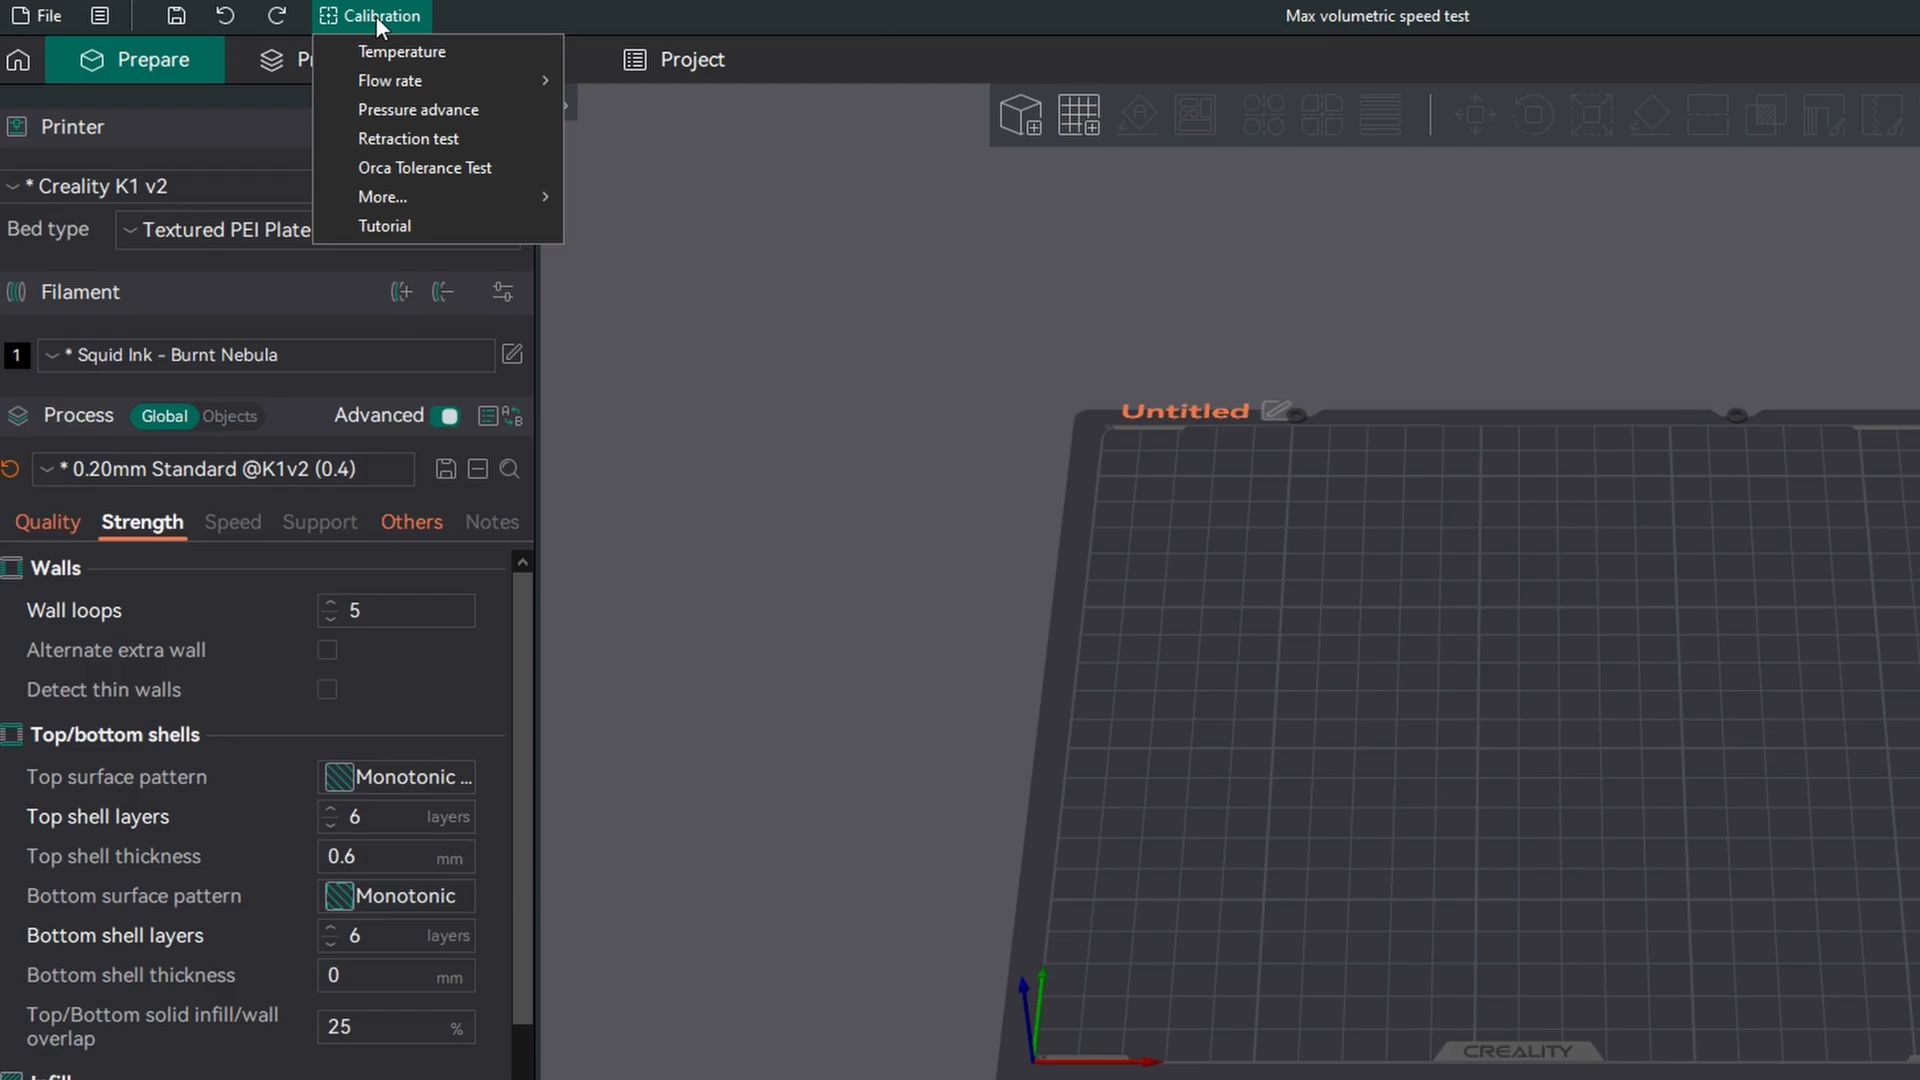 File
Calibration
Max volumetric speed test
Prepare
Project
Temperature
Flow rate
Pressure advance
Retraction test
Orca Tolerance Test
More...
Tutorial
Printer
* Creality K1 v2
Bed type
Textured PEI Plate
Filament
1
* Squid Ink - Burnt Nebula
Process
Global
Objects
Advanced
* 0.20mm Standard @K1v2 (0.4)
Quality
Strength
Speed
Support
Others
Notes
Walls
Wall loops
5
Alternate extra wall
Detect thin walls
Top/bottom shells
Top surface pattern
Monotonic ...
Top shell layers
6
layers
Top shell thickness
0.6
mm
Bottom surface pattern
Monotonic
Bottom shell layers
6
layers
Bottom shell thickness
0
mm
Top/Bottom solid infill/wall
overlap
25
%
Untitled
CREALITY